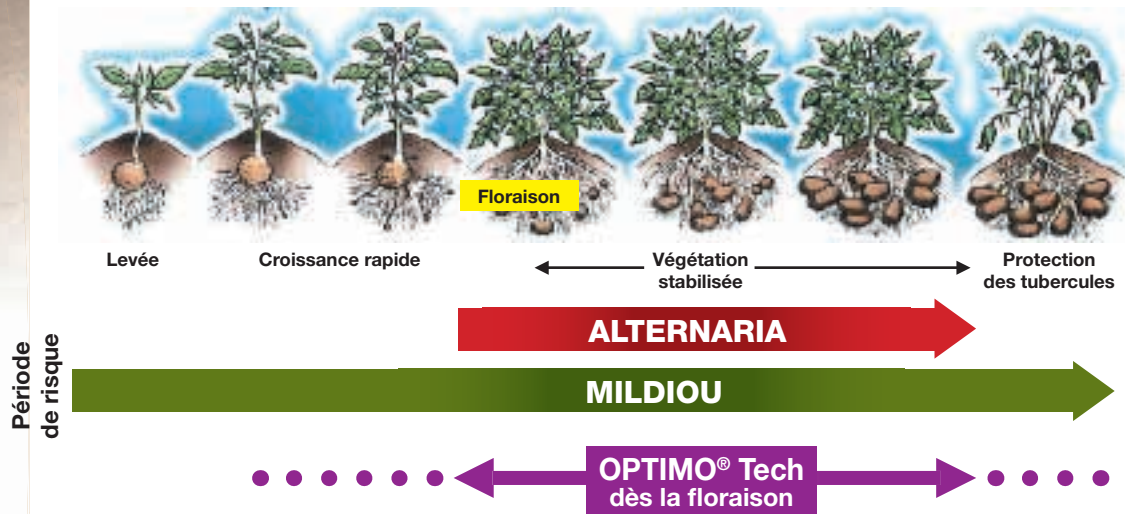 Floraison
Levée
Croissance rapide
Végétation
stabilisée
Protection
des tubercules
Période
de risque
ALTERNARIA
MILDIOU
OPTIMO® Tech
dès la floraison